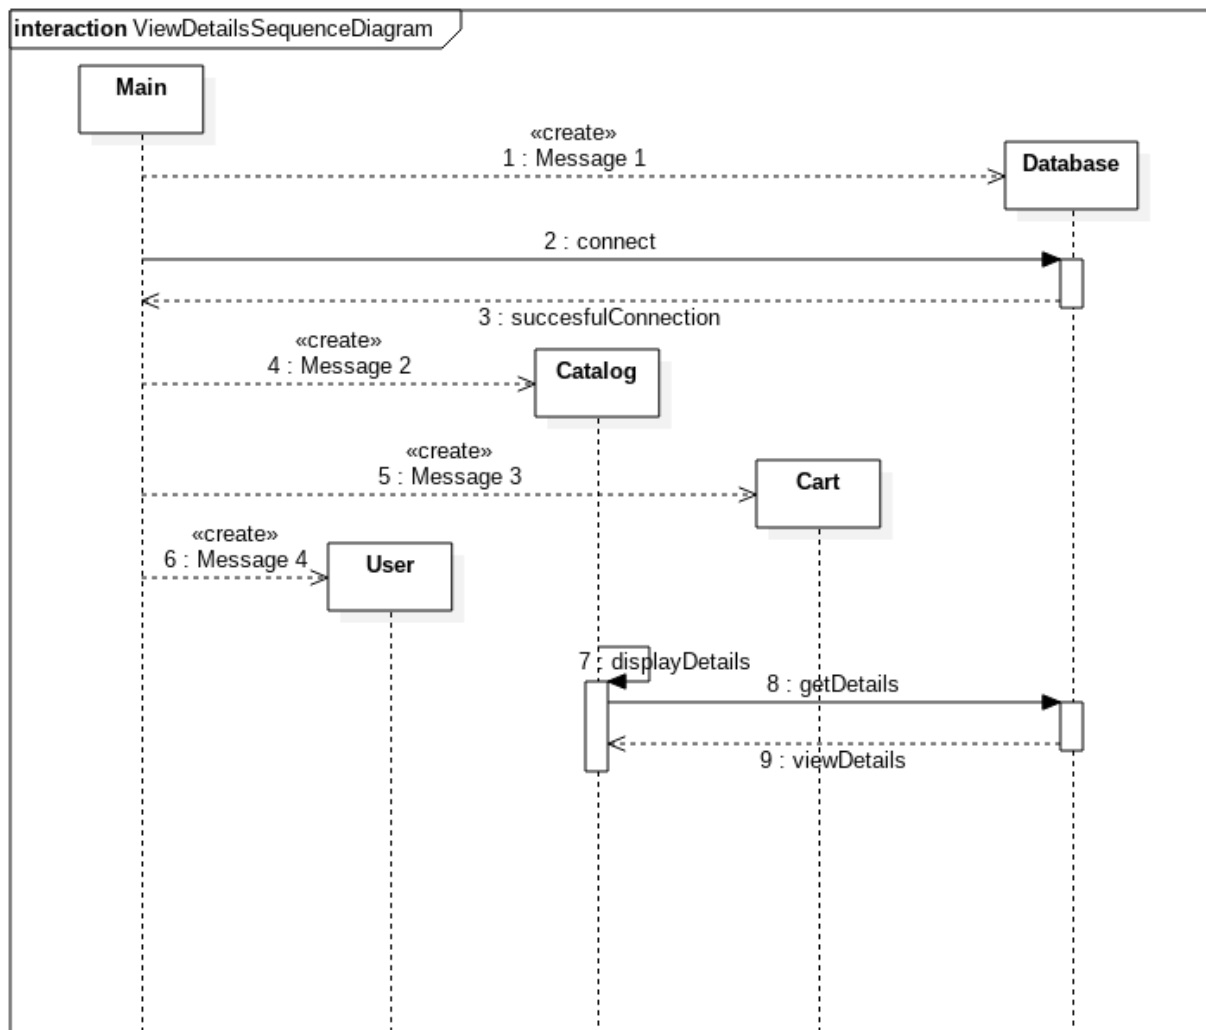 interaction ViewDetailsSequenceDiagram
Main
«create»
1 : Message 1
Database
2 : connect
3 : succesfulConnection
«create»
4 : Message 2
Catalog
«create»
5 : Message 3
Cart
«create»
6 : Message 4
User
7 : displayDetails
8 : getDetails
9 : viewDetails